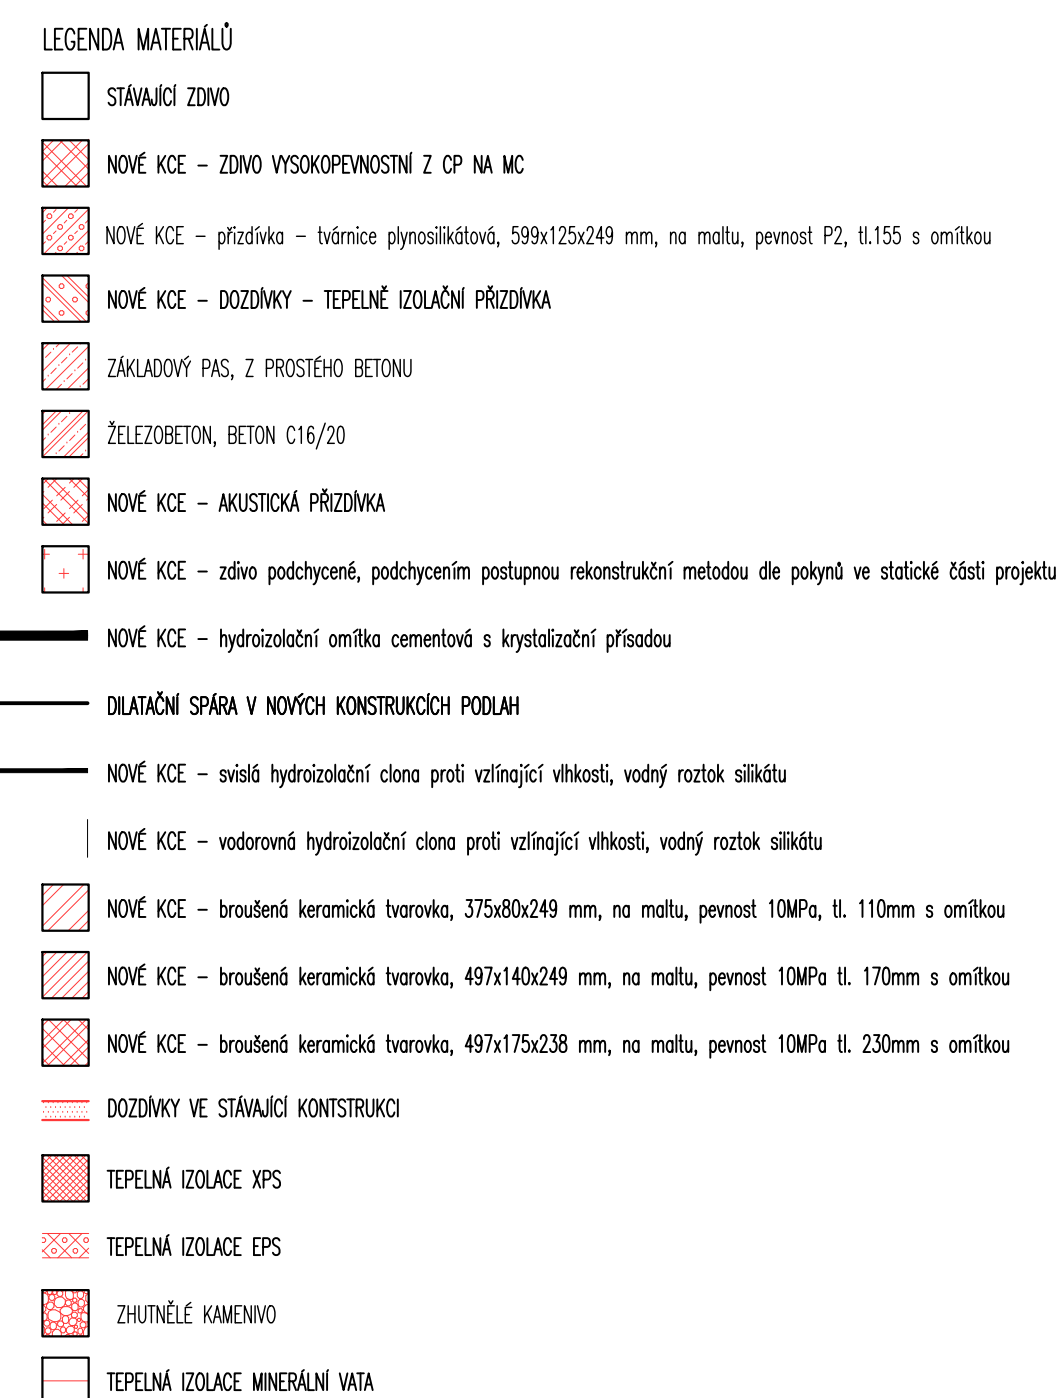 LEGENDA MATERIÁLŮ
STÁVAJÍCÍ ZDIVO
NOVÉ KCE – ZDIVO VYSOKOPEVNOSTNÍ Z CP NA MC
NOVÉ KCE – přizdívka – tvárnice plynosilikátová, 599x125x249 mm, na maltu, pevnost P2, tl.155 s omítkou
NOVÉ KCE – DOZDÍVKY – TEPELNĚ IZOLAČNÍ PŘIZDÍVKA
ZÁKLADOVÝ PAS, Z PROSTÉHO BETONU
ŽELEZOBETON, BETON C16/20
NOVÉ KCE – AKUSTICKÁ PŘIZDÍVKA
NOVÉ KCE – zdivo podchycené, podchycením postupnou rekonstrukční metodou dle pokynů ve statické části projektu
NOVÉ KCE – hydroizolační omítka cementová s krystalizační přísadou
DILATAČNÍ SPÁRA V NOVÝCH KONSTRUKCÍCH PODLAH
NOVÉ KCE – svislá hydroizolační clona proti vzlínající vlhkosti, vodný roztok silikátu
NOVÉ KCE – vodorovná hydroizolační clona proti vzlínající vlhkosti, vodný roztok silikátu
NOVÉ KCE – broušená keramická tvarovka, 375x80x249 mm, na maltu, pevnost 10MPa, tl. 110mm s omítkou
NOVÉ KCE – broušená keramická tvarovka, 497x140x249 mm, na maltu, pevnost 10MPa tl. 170mm s omítkou
NOVÉ KCE – broušená keramická tvarovka, 497x175x238 mm, na maltu, pevnost 10MPa tl. 230mm s omítkou
DOZDÍVKY VE STÁVAJÍCÍ KONTSTRUKCI
TEPELNÁ IZOLACE XPS
TEPELNÁ IZOLACE EPS
ZHUTNĚLÉ KAMENIVO
TEPELNÁ IZOLACE MINERÁLNÍ VATA